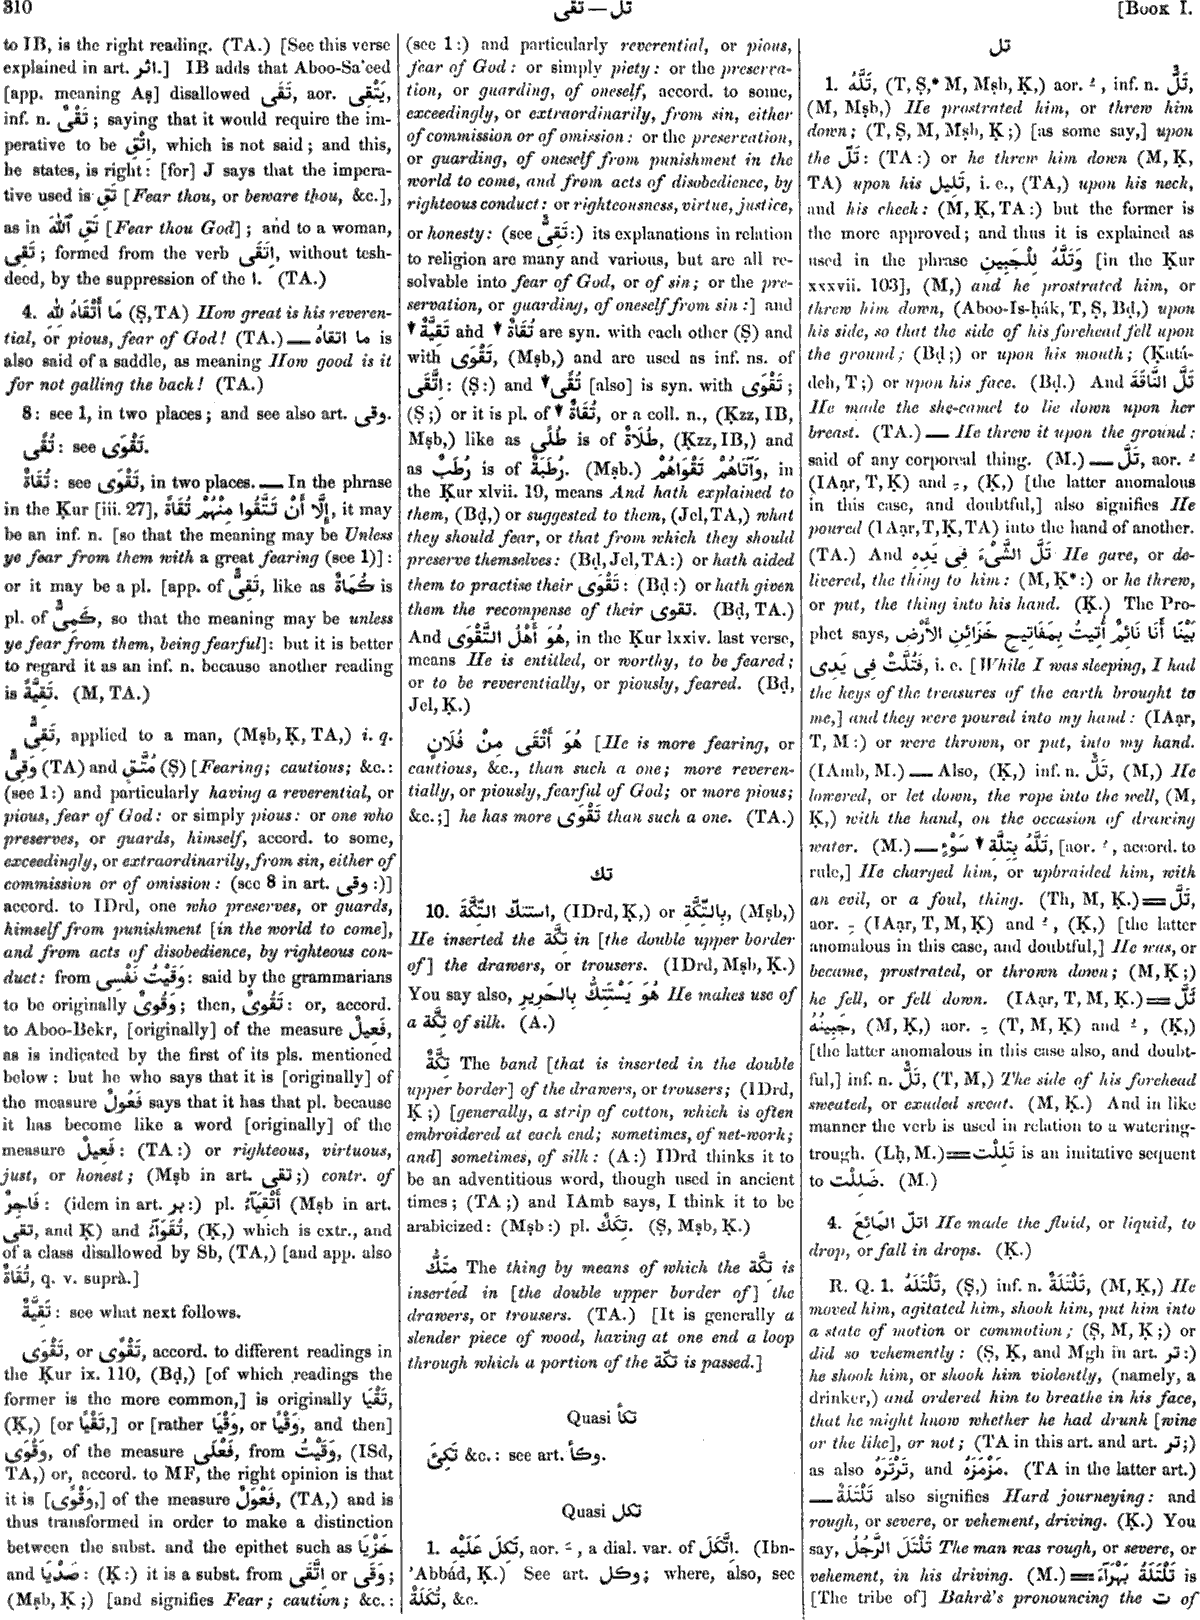 310
تل — تقى
[BOOK I.
to IB, is the right reading. (TA.) [See this verse
explained in art. اثر.] IB adds that Aboo-Sa'eed
[app. meaning Aṣ] disallowed تَقَى, aor. يَتْقِى,
inf. n. تَقْىٌ; saying that it would require the im-
perative to be اِتْقِ, which is not said; and this,
he states, is right: [for] J says that the impera-
tive used is تَقِ [Fear thou, or beware thou, &c.],
as in تَقِ ٱللّٰهَ [Fear thou God]; and to a woman,
تَقِى; formed from the verb اِتَّقَى, without tesh-
deed, by the suppression of the ا. (TA.)
4. مَا أَتْقَاهُ لِلّٰهِ (Ṣ, TA) How great is his reveren-
tial, or pious, fear of God! (TA.) — ما اتقاهُ is
also said of a saddle, as meaning How good is it
for not galling the back! (TA.)
8: see 1, in two places; and see also art. وقى.
تُقًى: see تَقْوَى.
تُقَاةٌ: see تَقْوَى, in two places. — In the phrase
in the Ḳur [iii. 27], إِلَّا أَنْ تَتَّقُوا مِنْهُمْ تُقَاةً, it may
be an inf. n. [so that the meaning may be Unless
ye fear from them with a great fearing (see 1)]:
or it may be a pl. [app. of تَقِىٌّ, like as كُمَاةٌ is
pl. of كَمِىٌّ, so that the meaning may be unless
ye fear from them, being fearful]: but it is better
to regard it as an inf. n. because another reading
is تَقِيَّةً. (M, TA.)
تَقِىٌّ, applied to a man, (Mṣb, Ḳ, TA,) i. q.
وَقِىٌّ (TA) and مُتَّقٍ (Ṣ) [Fearing; cautious; &c.:
(see 1:) and particularly having a reverential, or
pious, fear of God: or simply pious: or one who
preserves, or guards, himself, accord. to some,
exceedingly, or extraordinarily, from sin, either of
commission or of omission: (see 8 in art. وقى:)]
accord. to IDrd, one who preserves, or guards,
himself from punishment [in the world to come],
and from acts of disobedience, by righteous con-
duct: from وَقَيْتُ نَفْسِى: said by the grammarians
to be originally وَقُوىٌ; then, تَقُوىٌ: or, accord.
to Aboo-Bekr, [originally] of the measure فَعِيلٌ,
as is indicated by the first of its pls. mentioned
below: but he who says that it is [originally] of
the measure فَعُولٌ says that it has that pl. because
it has become like a word [originally] of the
measure فَعِيلٌ: (TA:) or righteous, virtuous,
just, or honest; (Mṣb in art. تقى;) contr. of
فَاجِرٌ: (idem in art. بر:) pl. أَتْقِيَآءُ (Mṣb in art.
تقى, and Ḳ) and تُقَوَآءُ, (Ḳ,) which is extr., and
of a class disallowed by Sb, (TA,) [and app. also
تُقَاةٌ, q. v. suprà.]
تَقِيَّةٌ: see what next follows.
تَقْوَى, or تَقْوًى, accord. to different readings in
the Ḳur ix. 110, (Bḍ,) [of which readings the
former is the more common,] is originally تَقْيَا,
(Ḳ,) [or تَقْيًا,] or [rather وَقْيَا, or وَقْيًا, and then]
وَقْوَى, of the measure فَعْلَى, from وَقَيْتُ, (ISd,
TA,) or, accord. to MF, the right opinion is that
it is [وَقْوًى,] of the measure فَعْوَلٌ, (TA,) and is
thus transformed in order to make a distinction
between the subst. and the epithet such as خَزْيَا
and صَدْيَا: (Ḳ:) it is a subst. from اِتَّقَى or وَقَى;
(Mṣb, Ḳ;) [and signifies Fear; caution; &c.:
(see 1:) and particularly reverential, or pious,
fear of God: or simply piety: or the preserva-
tion, or guarding, of oneself, accord. to some,
exceedingly, or extraordinarily, from sin, either
of commission or of omission: or the preservation,
or guarding, of oneself from punishment in the
world to come, and from acts of disobedience, by
righteous conduct: or righteousness, virtue, justice,
or honesty: (see تَقِىٌّ:) its explanations in relation
to religion are many and various, but are all re-
solvable into fear of God, or of sin; or the pre-
servation, or guarding, of oneself from sin:] and
▼ تَقِيَّةٌ and ▼ تُقَاةٌ are syn. with each other (Ṣ) and
with تَقْوَى, (Mṣb,) and are used as inf. ns. of
اِتَّقَى: (Ṣ:) and ▼ تُقًى [also] is syn. with تَقْوَى;
(Ṣ;) or it is pl. of ▼ تُقَاةٌ, or a coll. n., (Ḳzz, IB,
Mṣb,) like as طُلًى is of طُلَاةٌ, (Ḳzz, IB,) and
as رُطَبٌ is of رُطَبَةٌ. (Mṣb.) وَآتَاهُمْ تَقْوَاهُمْ, in
the Ḳur xlvii. 19, means And hath explained to
them, (Bḍ,) or suggested to them, (Jel, TA,) what
they should fear, or that from which they should
preserve themselves: (Bḍ, Jel, TA:) or hath aided
them to practise their تَقْوَى: (Bḍ:) or hath given
them the recompense of their تقوى. (Bḍ, TA.)
And هُوَ أَهْلُ التَّقْوَى, in the Ḳur lxxiv. last verse,
means He is entitled, or worthy, to be feared;
or to be reverentially, or piously, feared. (Bḍ,
Jel, Ḳ.)
هُوَ أَتْقَى مِنْ فُلَانٍ [He is more fearing, or
cautious, &c., than such a one; more reveren-
tially, or piously, fearful of God; or more pious;
&c.;] he has more تَقْوَى than such a one. (TA.)
تك
10. استتكّ التِّكَّةَ, (IDrd, Ḳ,) or بِالتِّكَّةِ, (Mṣb,)
He inserted the تِكَّة in [the double upper border
of] the drawers, or trousers. (IDrd, Mṣb, Ḳ.)
You say also, هُوَ يَسْتَتِكُّ بِالحَرِيرِ He makes use of
a تِكَّة of silk. (A.)
تِكَّةٌ The band [that is inserted in the double
upper border] of the drawers, or trousers; (IDrd,
Ḳ;) [generally, a strip of cotton, which is often
embroidered at each end; sometimes, of net-work;
and] sometimes, of silk: (A:) IDrd thinks it to
be an adventitious word, though used in ancient
times; (TA;) and IAmb says, I think it to be
arabicized: (Mṣb:) pl. تِكَكٌ. (Ṣ, Mṣb, Ḳ.)
مِتَكٌّ The thing by means of which the تِكَّة is
inserted in [the double upper border of] the
drawers, or trousers. (TA.) [It is generally a
slender piece of wood, having at one end a loop
through which a portion of the تكّة is passed.]
Quasi تكأ
تَكِئَ &c.: see art. وكأ.
Quasi تكل
1. تَكِلَ عَلَيْهِ, aor. ـَ, a dial. var. of اِتَّكَلَ. (Ibn-
'Abbád, Ḳ.) See art. وكل; where, also, see
تُكَلَةٌ, &c.
تل
1. تَلَّهُ, (T, Ṣ,* M, Mṣb, Ḳ,) aor. ـُ, inf. n. تَلٌّ,
(M, Mṣb,) He prostrated him, or threw him
down; (T, Ṣ, M, Mṣb, Ḳ;) [as some say,] upon
the تَلّ: (TA:) or he threw him down (M, Ḳ,
TA) upon his تَلِيل, i. e., (TA,) upon his neck,
and his cheek: (M, Ḳ, TA:) but the former is
the more approved; and thus it is explained as
used in the phrase وَتَلَّهُ لِلْجَبِينِ [in the Ḳur
xxxvii. 103], (M,) and he prostrated him, or
threw him down, (Aboo-Is-ḥáḳ, T, Ṣ, Bḍ,) upon
his side, so that the side of his forehead fell upon
the ground; (Bḍ;) or upon his mouth; (Ḳatá-
deh, T;) or upon his face. (Bḍ.) And تَلَّ النَّاقَةَ
He made the she-camel to lie down upon her
breast. (TA.) — He threw it upon the ground:
said of any corporeal thing. (M.) — تَلَّ, aor. ـُ
(IAạr, T, Ḳ) and ـِ, (Ḳ,) [the latter anomalous
in this case, and doubtful,] also signifies He
poured (IAạr, T, Ḳ, TA) into the hand of another.
(TA.) And تَلَّ الشَّىْءَ فِى يَدِهِ He gave, or de-
livered, the thing to him: (M, Ḳ*:) or he threw,
or put, the thing into his hand. (Ḳ.) The Pro-
phet says, بَيْنَا أَنَا نَائِمٌ أُتِيتُ بِمَفَاتِيحِ خَزَائِنِ الأَرْضِ
فَتُلَّتْ فِى يَدِى, i. e. [While I was sleeping, I had
the keys of the treasures of the earth brought to
me,] and they were poured into my hand: (IAạr,
T, M:) or were thrown, or put, into my hand.
(IAmb, M.) — Also, (Ḳ,) inf. n. تَلٌّ, (M,) He
lowered, or let down, the rope into the well, (M,
Ḳ,) with the hand, on the occasion of drawing
water. (M.) — تَلَّهُ بِتِلَّةِ ▼ سَوْءٍ, [aor. ـُ, accord. to
rule,] He charged him, or upbraided him, with
an evil, or a foul, thing. (Th, M, Ḳ.) = تَلَّ,
aor. ـِ (IAạr, T, M, Ḳ) and ـُ, (Ḳ,) [the latter
anomalous in this case, and doubtful,] He was, or
became, prostrated, or thrown down; (M, Ḳ;)
he fell, or fell down. (IAạr, T, M, Ḳ.) = تَلَّ
جَبِينُهُ, (M, Ḳ,) aor. ـِ (T, M, Ḳ) and ـُ, (Ḳ,)
[the latter anomalous in this case also, and doubt-
ful,] inf. n. تَلٌّ, (T, M,) The side of his forehead
sweated, or exuded sweat. (M, Ḳ.) And in like
manner the verb is used in relation to a watering-
trough. (Lḥ, M.) = تَلِلْتَ is an imitative sequent
to ضَلِلْتَ. (M.)
4. اتلّ المَائِعَ He made the fluid, or liquid, to
drop, or fall in drops. (Ḳ.)
R. Q. 1. تَلْتَلَهُ, (Ṣ,) inf. n. تَلْتَلَةٌ, (M, Ḳ,) He
moved him, agitated him, shook him, put him into
a state of motion or commotion; (Ṣ, M, Ḳ;) or
did so vehemently: (Ṣ, Ḳ, and Mgh in art. تر:)
he shook him, or shook him violently, (namely, a
drinker,) and ordered him to breathe in his face,
that he might know whether he had drunk [wine
or the like], or not; (TA in this art. and art. تر;)
as also تَرْتَرَهُ, and مَزْمَزَهُ. (TA in the latter art.)
— تَلْتَلَةٌ also signifies Hard journeying: and
rough, or severe, or vehement, driving. (Ḳ.) You
say, تَلْتَلَ الرَّجُلُ The man was rough, or severe, or
vehement, in his driving. (M.) = تَلْتَلَةُ بَهْرَآءَ is
[The tribe of] Bahrà's pronouncing the ت of